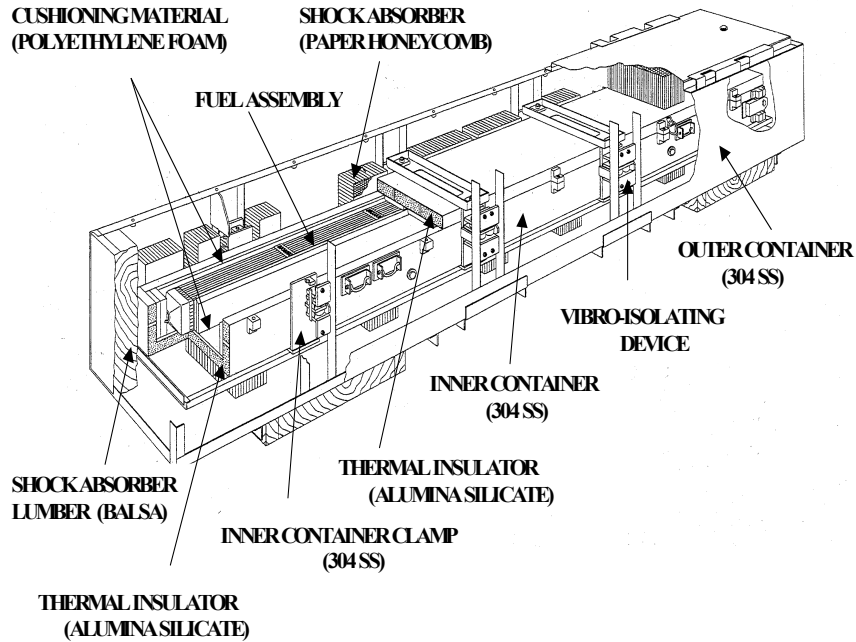 CUSHIONING MATERIAL
(POLYETHYLENE FOAM)
SHOCK ABSORBER
(PAPER HONEYCOMB)
FUEL ASSEMBLY
OUTER CONTAINER
(304 SS)
VIBRO-ISOLATING
DEVICE
INNER CONTAINER
(304 SS)
THERMAL INSULATOR
(ALUMINA SILICATE)
SHOCK ABSORBER
LUMBER (BALSA)
INNER CONTAINER CLAMP
(304 SS)
THERMAL INSULATOR
(ALUMINA SILICATE)